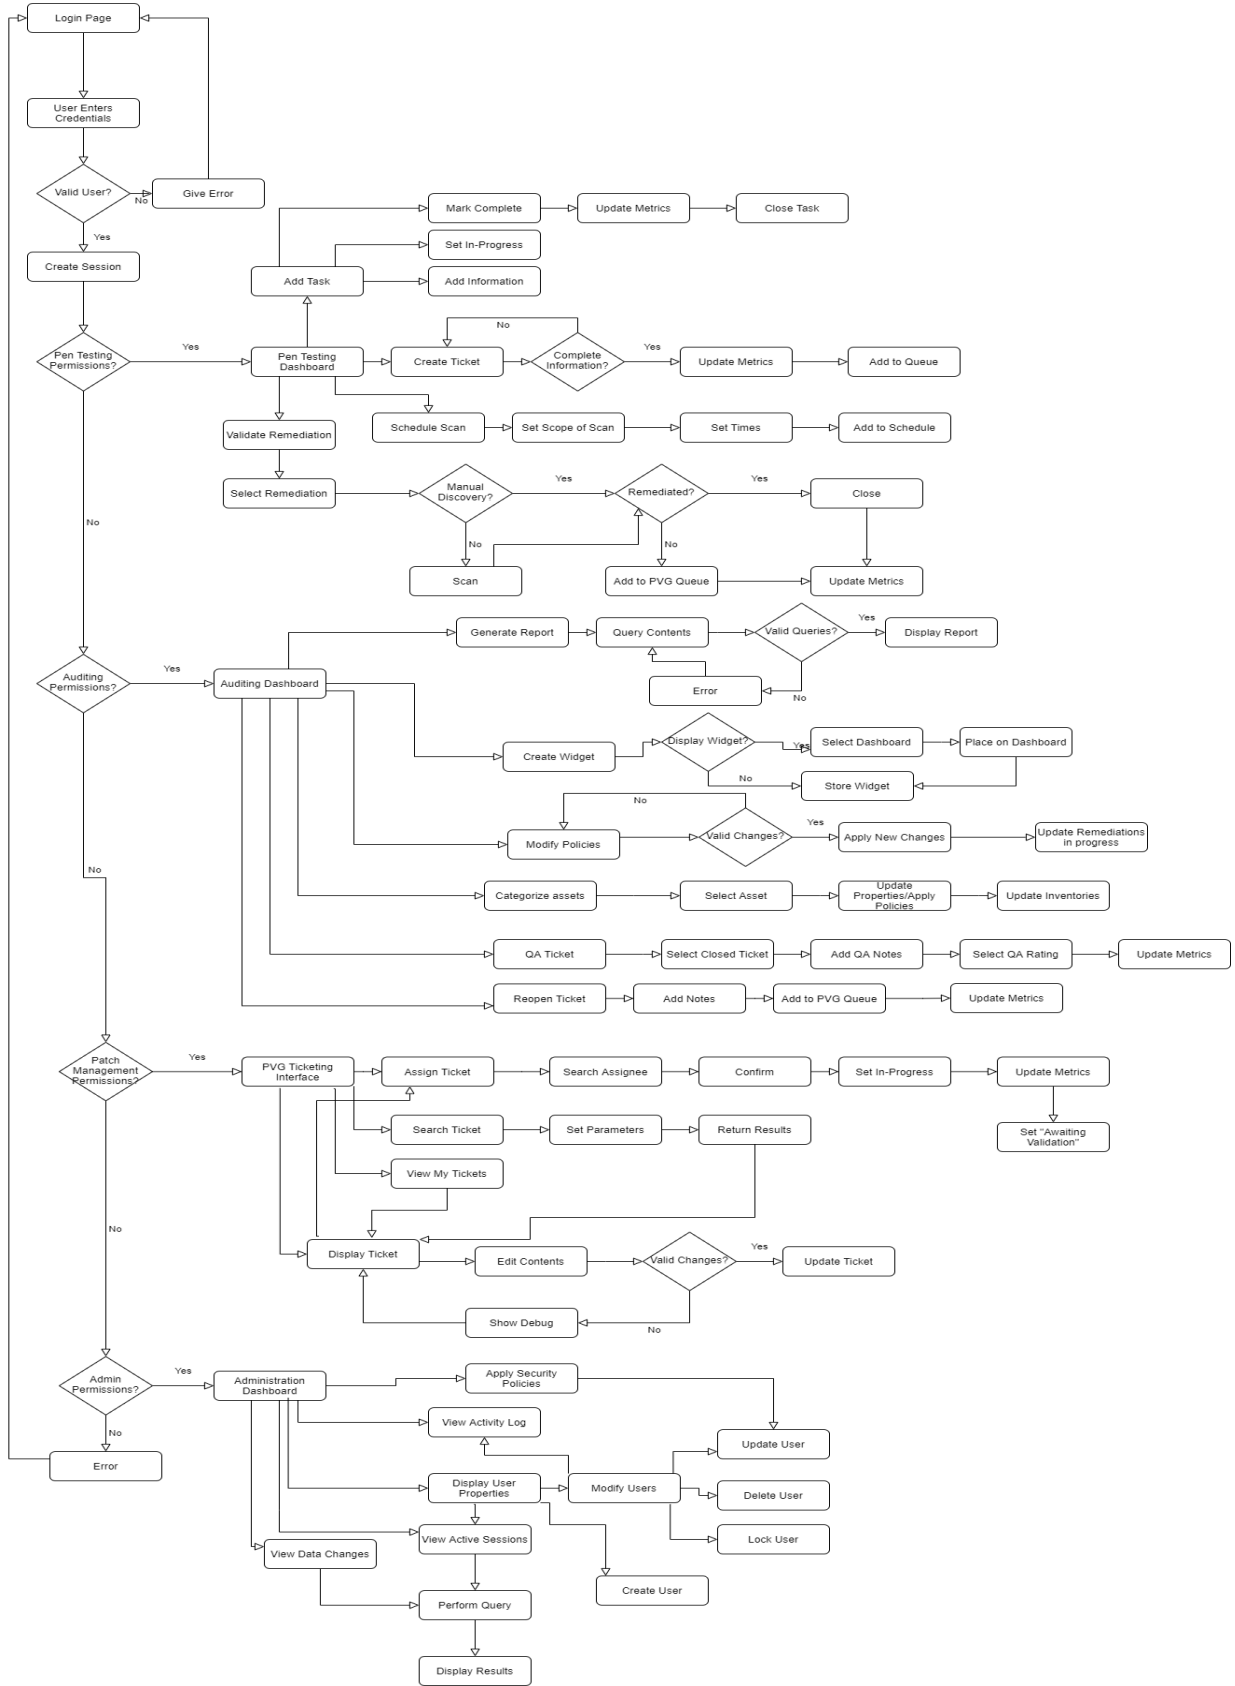 Login Page
User Enters
Credentials
Valid User?
No
Give Error
Yes
Create Session
Mark Complete
Update Metrics
Close Task
Set In-Progress
Add Task
Add Information
Pen Testing
Permissions?
Yes
Pen Testing
Dashboard
No
Create Ticket
Complete
Information?
Yes
Update Metrics
Add to Queue
Validate Remediation
Schedule Scan
Set Scope of Scan
Set Times
Add to Schedule
Select Remediation
Manual
Discovery?
Yes
Remediated?
Yes
Close
No
No
No
Scan
Add to PVG Queue
Update Metrics
Generate Report
Query Contents
Valid Queries?
Yes
Display Report
Error
No
Auditing
Permissions?
Yes
Auditing Dashboard
Create Widget
Display Widget?
Yes
Select Dashboard
Place on Dashboard
No
Store Widget
No
Modify Policies
Valid Changes?
Yes
Apply New Changes
Update Remediations
in progress
No
Categorize assets
Select Asset
Update
Properties/Apply
Policies
Update Inventories
QA Ticket
Select Closed Ticket
Add QA Notes
Select QA Rating
Update Metrics
Reopen Ticket
Add Notes
Add to PVG Queue
Update Metrics
Patch
Management
Permissions?
Yes
PVG Ticketing
Interface
Assign Ticket
Search Assignee
Confirm
Set In-Progress
Update Metrics
Search Ticket
Set Parameters
Return Results
Set "Awaiting
Validation"
View My Tickets
No
Display Ticket
Edit Contents
Valid Changes?
Yes
Update Ticket
Show Debug
No
Admin
Permissions?
Yes
Administration
Dashboard
Apply Security
Policies
No
View Activity Log
Update User
Error
Display User
Properties
Modify Users
Delete User
View Active Sessions
Lock User
View Data Changes
Create User
Perform Query
Display Results